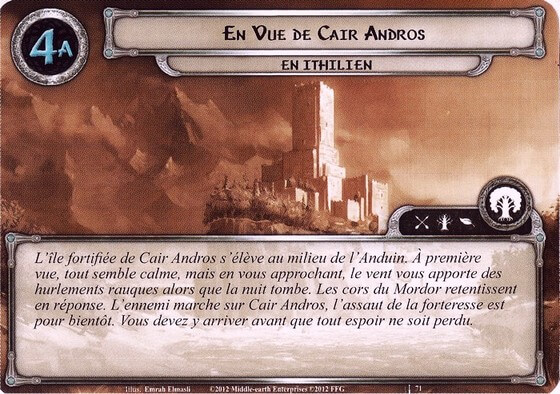 4A
EN VUE DE CAIR ANDROS
EN ITHILIEN
L'île fortifiée de Cair Andros s'élève au milieu de l'Anduin. À première
vue, tout semble calme, mais en vous approchant, le vent vous apporte des
hurlements rauques alors que la nuit tombe. Les cors du Mordor retentissent
en réponse. L'ennemi marche sur Cair Andros, l'assaut de la forteresse est
pour bientôt. Vous devez y arriver avant que tout espoir ne soit perdu.
Illus. Emrah Elmasli ©2012 Middle-earth Enterprises ©2012 FFG 71